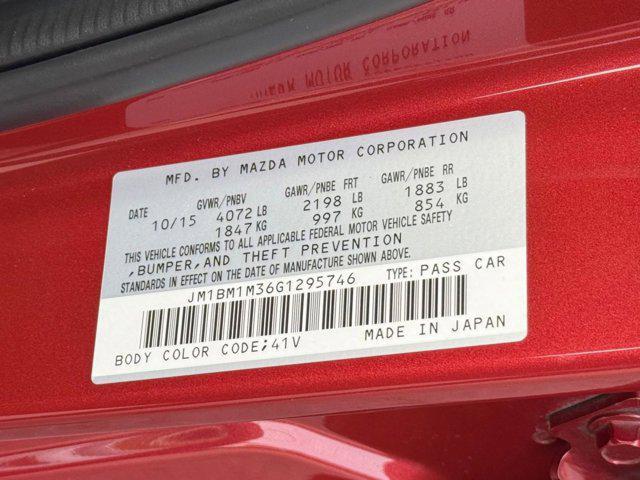 MFD. BY MAZDA MOTOR CORPORATION
DATE GVWR/PNBV GAWR/PNBE FRT GAWR/PNBE RR
10/15 4072 LB 2198 LB 1883 LB
1847 KG 997 KG 854 KG
THIS VEHICLE CONFORMS TO ALL APPLICABLE FEDERAL MOTOR VEHICLE SAFETY
,BUMPER,AND THEFT PREVENTION
STANDARDS IN EFFECT ON THE DATE OF MANUFACTURE SHOWN ABOVE.
JM1BM1M36G1295746 TYPE: PASS CAR
BODY COLOR CODE;41V MADE IN JAPAN